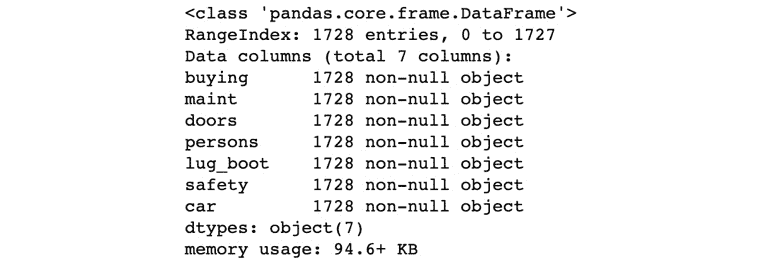 <class 'pandas.core.frame.DataFrame'>
RangeIndex: 1728 entries, 0 to 1727
Data columns (total 7 columns):
buying      1728 non-null object
maint       1728 non-null object
doors       1728 non-null object
persons     1728 non-null object
lug_boot    1728 non-null object
safety      1728 non-null object
car         1728 non-null object
dtypes: object(7)
memory usage: 94.6+ KB